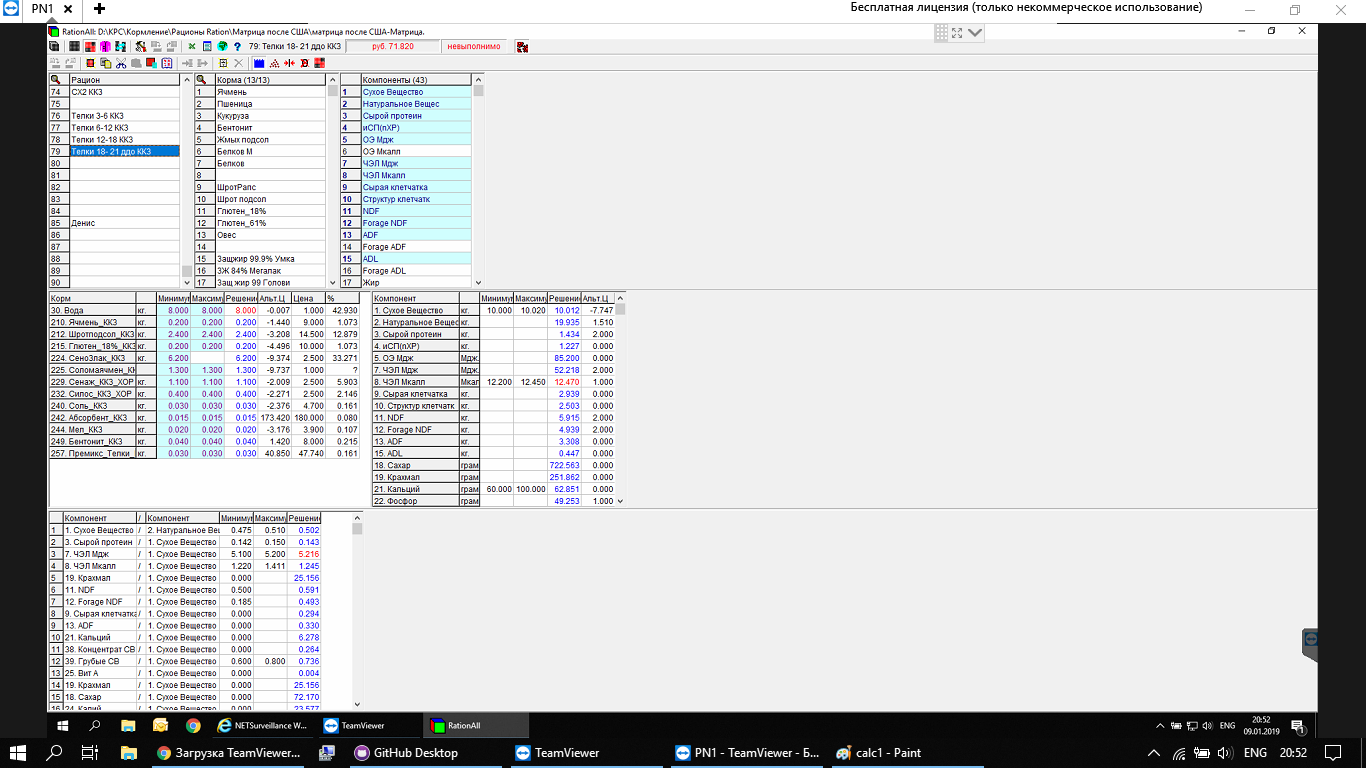 PN1 × +
Бесплатная лицензия (только некоммерческое использование)
RationAll: D:\КРС\Кормление\Рационы Ration\Матрица после США\матрица после США-Матрица.
79: Телки 18-21 ддо ККЗ руб. 71.820 невыполнимо
Рацион
74 СХ2 ККЗ
75
76 Телки 3-6 ККЗ
77 Телки 6-12 ККЗ
78 Телки 12-18 ККЗ
79 Телки 18- 21 ддо ККЗ
80
81
82
83
84
85 Денис
86
87
88
89
90
Корма (13/13)
1 Ячмень
2 Пшеница
3 Кукуруза
4 Бентонит
5 Жмых подсол
6 Белков М
7 Белков
8
9 ШротРапс
10 Шрот подсол
11 Глютен_18%
12 Глютен_61%
13 Овес
14
15 Защжир 99.9% Умка
16 ЗЖ 84% Мегалак
17 Защ жир 99 Голови
Компоненты (43)
1 Сухое Вещество
2 Натуральное Вещес
3 Сырой протеин
4 иСП(пХР)
5 ОЭ Мдж
6 ОЭ Мкалл
7 ЧЭЛ Мдж
8 ЧЭЛ Мкалл
9 Сырая клетчатка
10 Структур клетчатк
11 NDF
12 Forage NDF
13 ADF
14 Forage ADF
15 ADL
16 Forage ADL
17 Жир
Корм Минимул Максиму Решени Альт.Ц Цена %
30. Вода кг. 8.000 8.000 8.000 -0.007 1.000 42.930
210. Ячмень_ККЗ кг. 0.200 0.200 0.200 -1.440 9.000 1.073
212. Шротподсол_ККЗ кг. 2.400 2.400 2.400 -3.208 14.500 12.879
215. Глютен_18%_ККЗ кг. 0.200 0.200 0.200 -4.496 10.000 1.073
224. СеноЗлак_ККЗ кг. 6.200 6.200 -9.374 2.500 33.271
225. Соломаячмен_КК кг. 1.300 1.300 1.300 -9.737 1.000 ?
229. Сенаж_ККЗ_ХОР кг. 1.100 1.100 1.100 -2.009 2.500 5.903
232. Силос_ККЗ_ХОР кг. 0.400 0.400 0.400 -2.271 2.500 2.146
240. Соль_ККЗ кг. 0.030 0.030 0.030 -2.376 4.700 0.161
242. Абсорбент_ККЗ кг. 0.015 0.015 0.015 173.420 180.000 0.080
244. Мел_ККЗ кг. 0.020 0.020 0.020 -3.176 3.900 0.107
249. Бентонит_ККЗ кг. 0.040 0.040 0.040 1.420 8.000 0.215
257. Премикс_Телки_ кг. 0.030 0.030 0.030 40.850 47.740 0.161
Компонент Минимул Максиму Решени Альт.Ц
1. Сухое Вещество кг. 10.000 10.020 10.012 -7.747
2. Натуральное Вещес кг. 19.935 1.510
3. Сырой протеин кг. 1.434 2.000
4. иСП(пХР) кг. 1.227 0.000
5. ОЭ Мдж Мдж. 85.200 0.000
7. ЧЭЛ Мдж Мдж. 52.218 2.000
8. ЧЭЛ Мкалл Мкал 12.200 12.450 12.470 1.000
9. Сырая клетчатка кг. 2.939 0.000
10. Структур клетчатк кг. 2.503 0.000
11. NDF кг. 5.915 2.000
12. Forage NDF кг. 4.939 2.000
13. ADF кг. 3.308 0.000
15. ADL кг. 0.447 0.000
18. Сахар грам 722.563 0.000
19. Крахмал грам 251.862 0.000
21. Кальций грам 60.000 100.000 62.851 0.000
22. Фосфор грам 49.253 1.000
Компонент / Компонент Минимул Максиму Решени
1 1. Сухое Вещество / 2. Натуральное Вец 0.475 0.510 0.502
2 3. Сырой протеин / 1. Сухое Вещество 0.142 0.150 0.143
3 7. ЧЭЛ Мдж / 1. Сухое Вещество 5.100 5.200 5.216
4 8. ЧЭЛ Мкалл / 1. Сухое Вещество 1.220 1.411 1.245
5 19. Крахмал / 1. Сухое Вещество 0.000 25.156
6 11. NDF / 1. Сухое Вещество 0.500 0.591
7 12. Forage NDF / 1. Сухое Вещество 0.185 0.493
8 9. Сырая клетчатка / 1. Сухое Вещество 0.000 0.294
9 13. ADF / 1. Сухое Вещество 0.000 0.330
10 21. Кальций / 1. Сухое Вещество 0.000 6.278
11 38. Концентрат СВ / 1. Сухое Вещество 0.000 0.264
12 39. Грубые СВ / 1. Сухое Вещество 0.600 0.800 0.736
13 25. Вит А / 1. Сухое Вещество 0.000 0.004
14 19. Крахмал / 1. Сухое Вещество 0.000 25.156
15 18. Сахар / 1. Сухое Вещество 0.000 72.170
16 24. Калий / 1. Сухое Вещество 0.000 23.577
NETSurveillance W... TeamViewer RationAll ENG 20:52 09.01.2019 1
Загрузка TeamViewer... GitHub Desktop TeamViewer PN1 - TeamViewer - Б... calc1 - Paint ENG 20:52